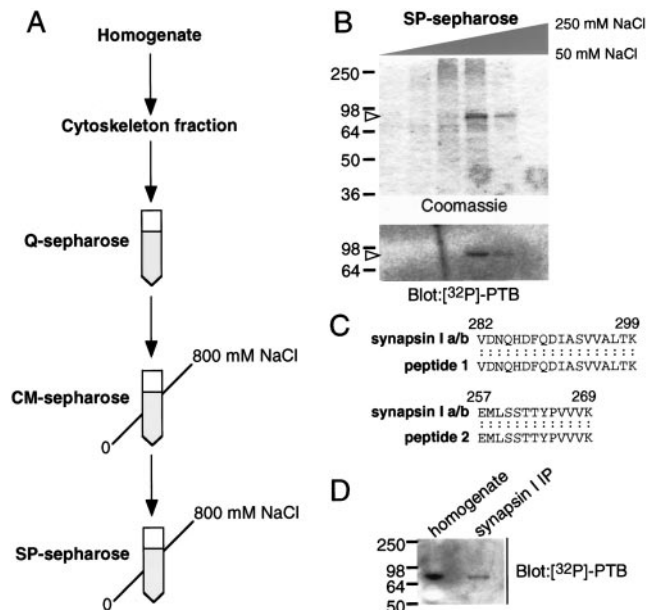 A
Homogenate
Cytoskeleton fraction
Q-sepharose
CM-sepharose
800 mM NaCl
0
SP-sepharose
800 mM NaCl
0
B
SP-sepharose
250 mM NaCl
50 mM NaCl
250
98
64
50
36
Coomassie
98
64
Blot:[32P]-PTB
C
282 299
synapsin I a/b VDNQHDFQDIASVVALTK
::::::::::::::::::
peptide 1 VDNQHDFQDIASVVALTK
257 269
synapsin I a/b EMLSSTTYPVVVK
:::::::::::::
peptide 2 EMLSSTTYPVVVK
D
homogenate
synapsin I IP
250
98
64
50
Blot:[32P]-PTB